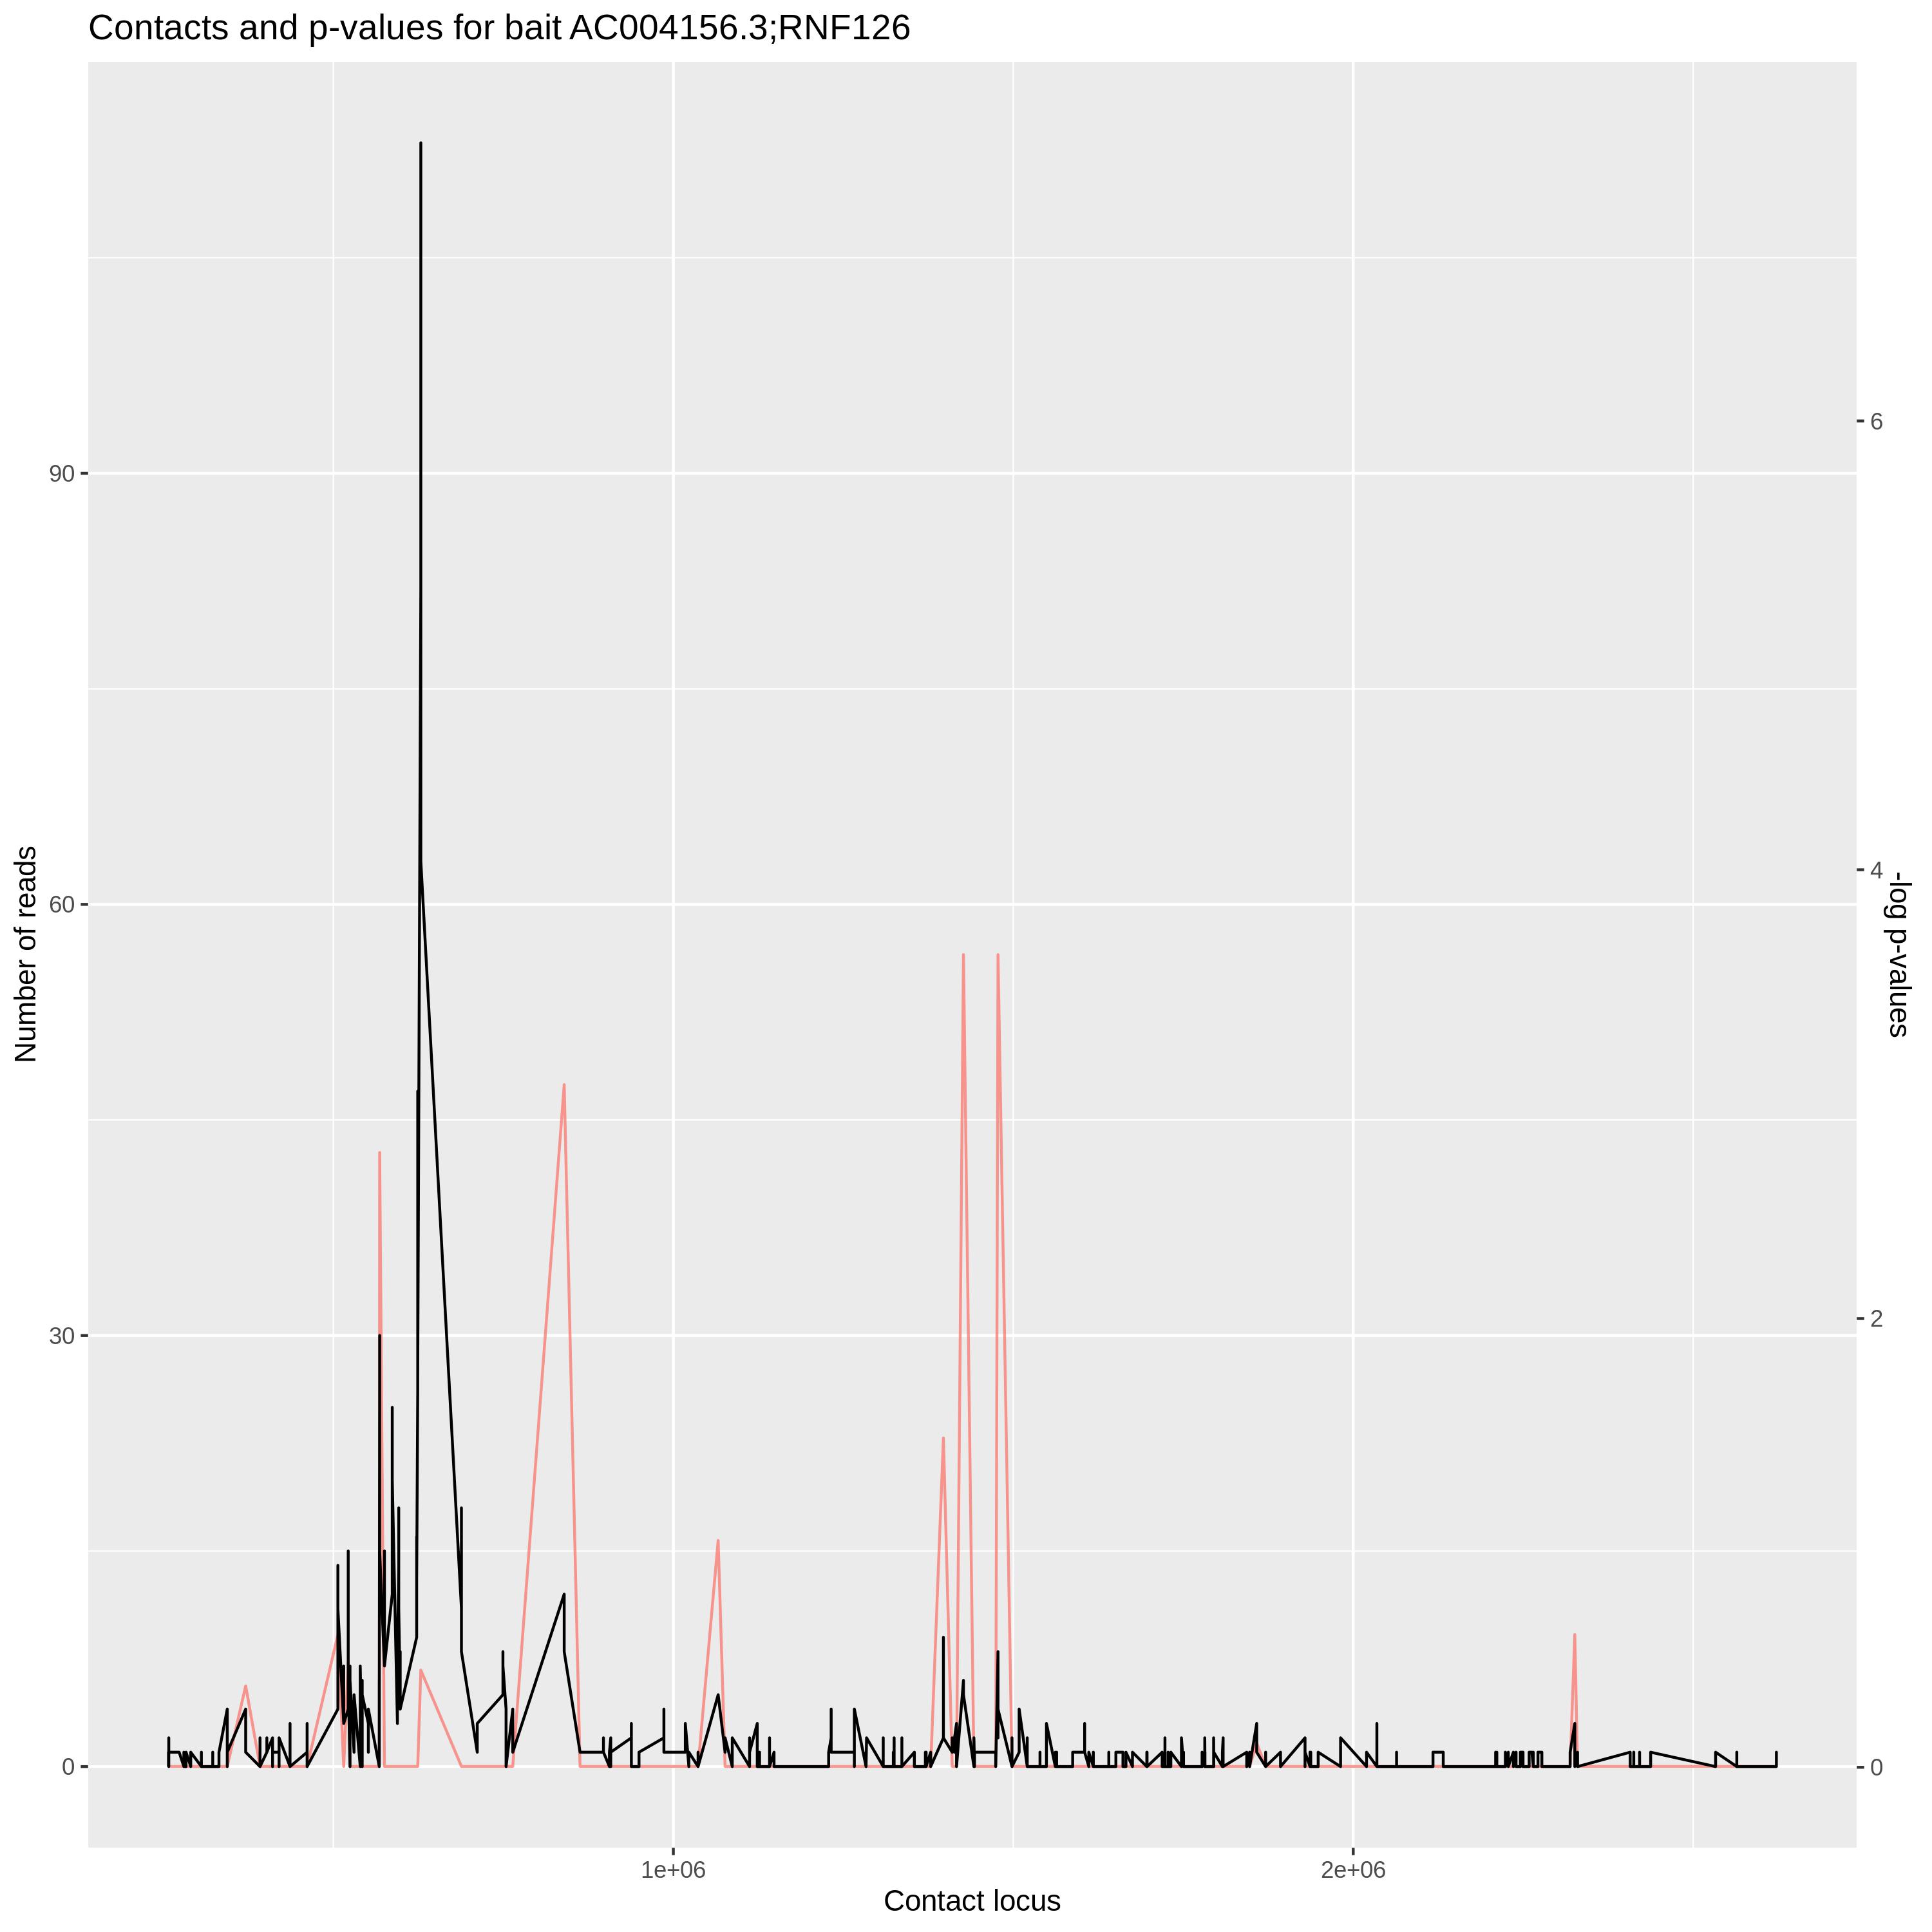 Contacts and p-values for bait AC004156.3;RNF126
Number of reads
90
60
30
0
6
4
2
0
-log p-values
1e+06
2e+06
Contact locus